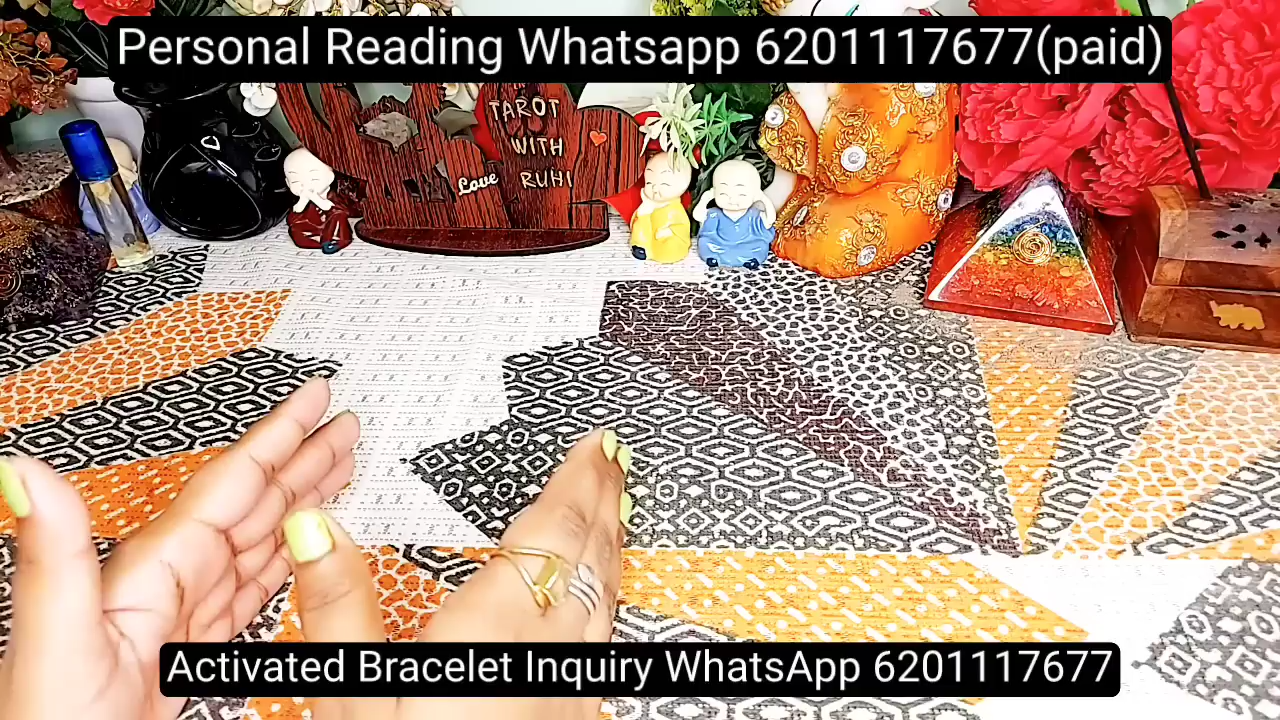 Personal Reading Whatsapp 6201117677(paid)
TAROT
WITH
Love RUHI
Activated Bracelet Inquiry WhatsApp 6201117677